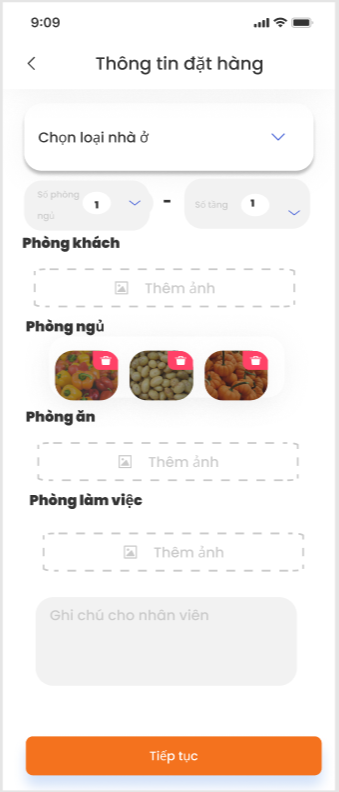 9:09
Thông tin đặt hàng
Chọn loại nhà ở
Số phòng ngủ 1 - Số tầng 1
Phòng khách
Thêm ảnh
Phòng ngủ
Phòng ăn
Thêm ảnh
Phòng làm việc
Thêm ảnh
Ghi chú cho nhân viên
Tiếp tục